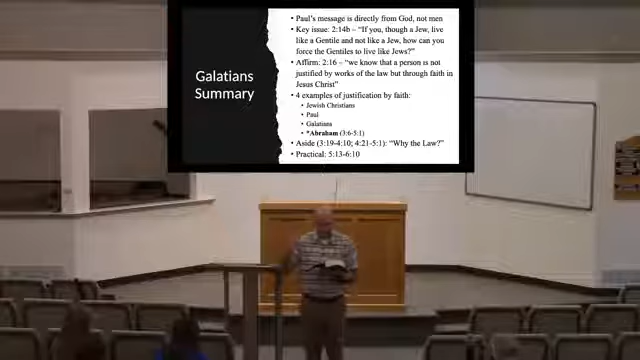 Galatians
Summary
• Paul's message is directly from God, not men
• Key issue: 2:14b – "If you, though a Jew, live
like a Gentile and not like a Jew, how can you
force the Gentiles to live like Jews?"
• Affirm: 2:16 – "we know that a person is not
justified by works of the law but through faith in
Jesus Christ"
• 4 examples of justification by faith:
• Jewish Christians
• Paul
• Galatians
• *Abraham (3:6-5:1)
• Aside (3:19-4:10; 4:21-5:1): "Why the Law?"
• Practical: 5:13-6:10